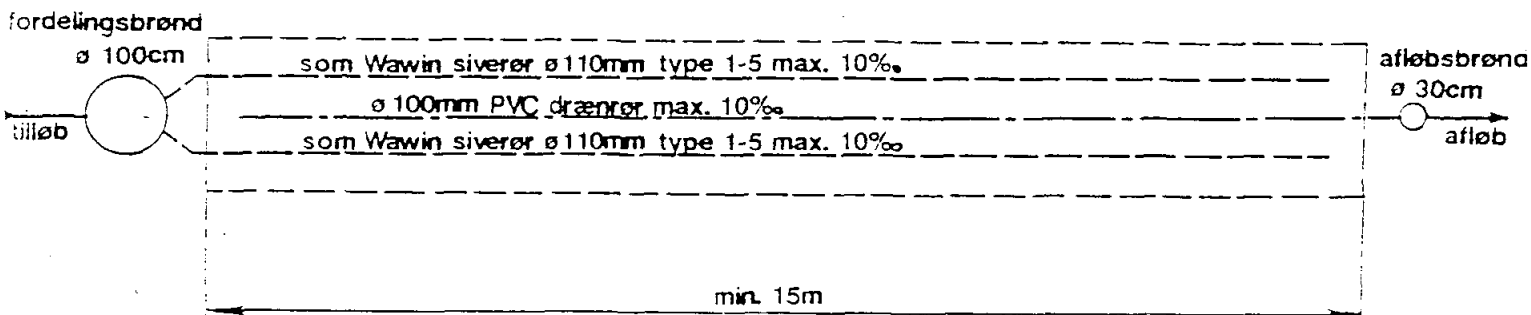 fordelingsbrønd
ø 100cm
som Wawin siverør ø110mm type 1-5 max. 10‰
ø 100mm PVC drænrør max. 10‰
som Wawin siverør ø110mm type 1-5 max. 10‰
tilløb
afløbsbrønd
ø 30cm
afløb
min. 15m